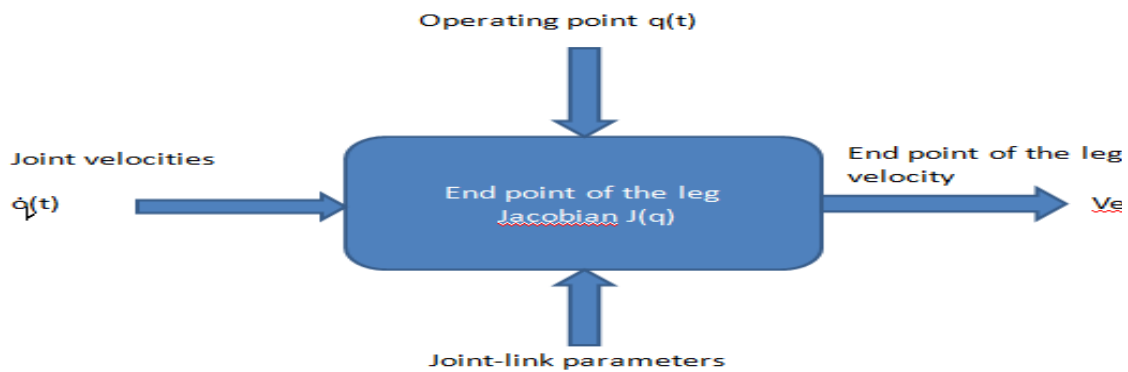 Operating point q(t)
Joint velocities
q̇(t)
End point of the leg
Jacobian J(q)
End point of the leg
velocity
Ve
Joint-link parameters